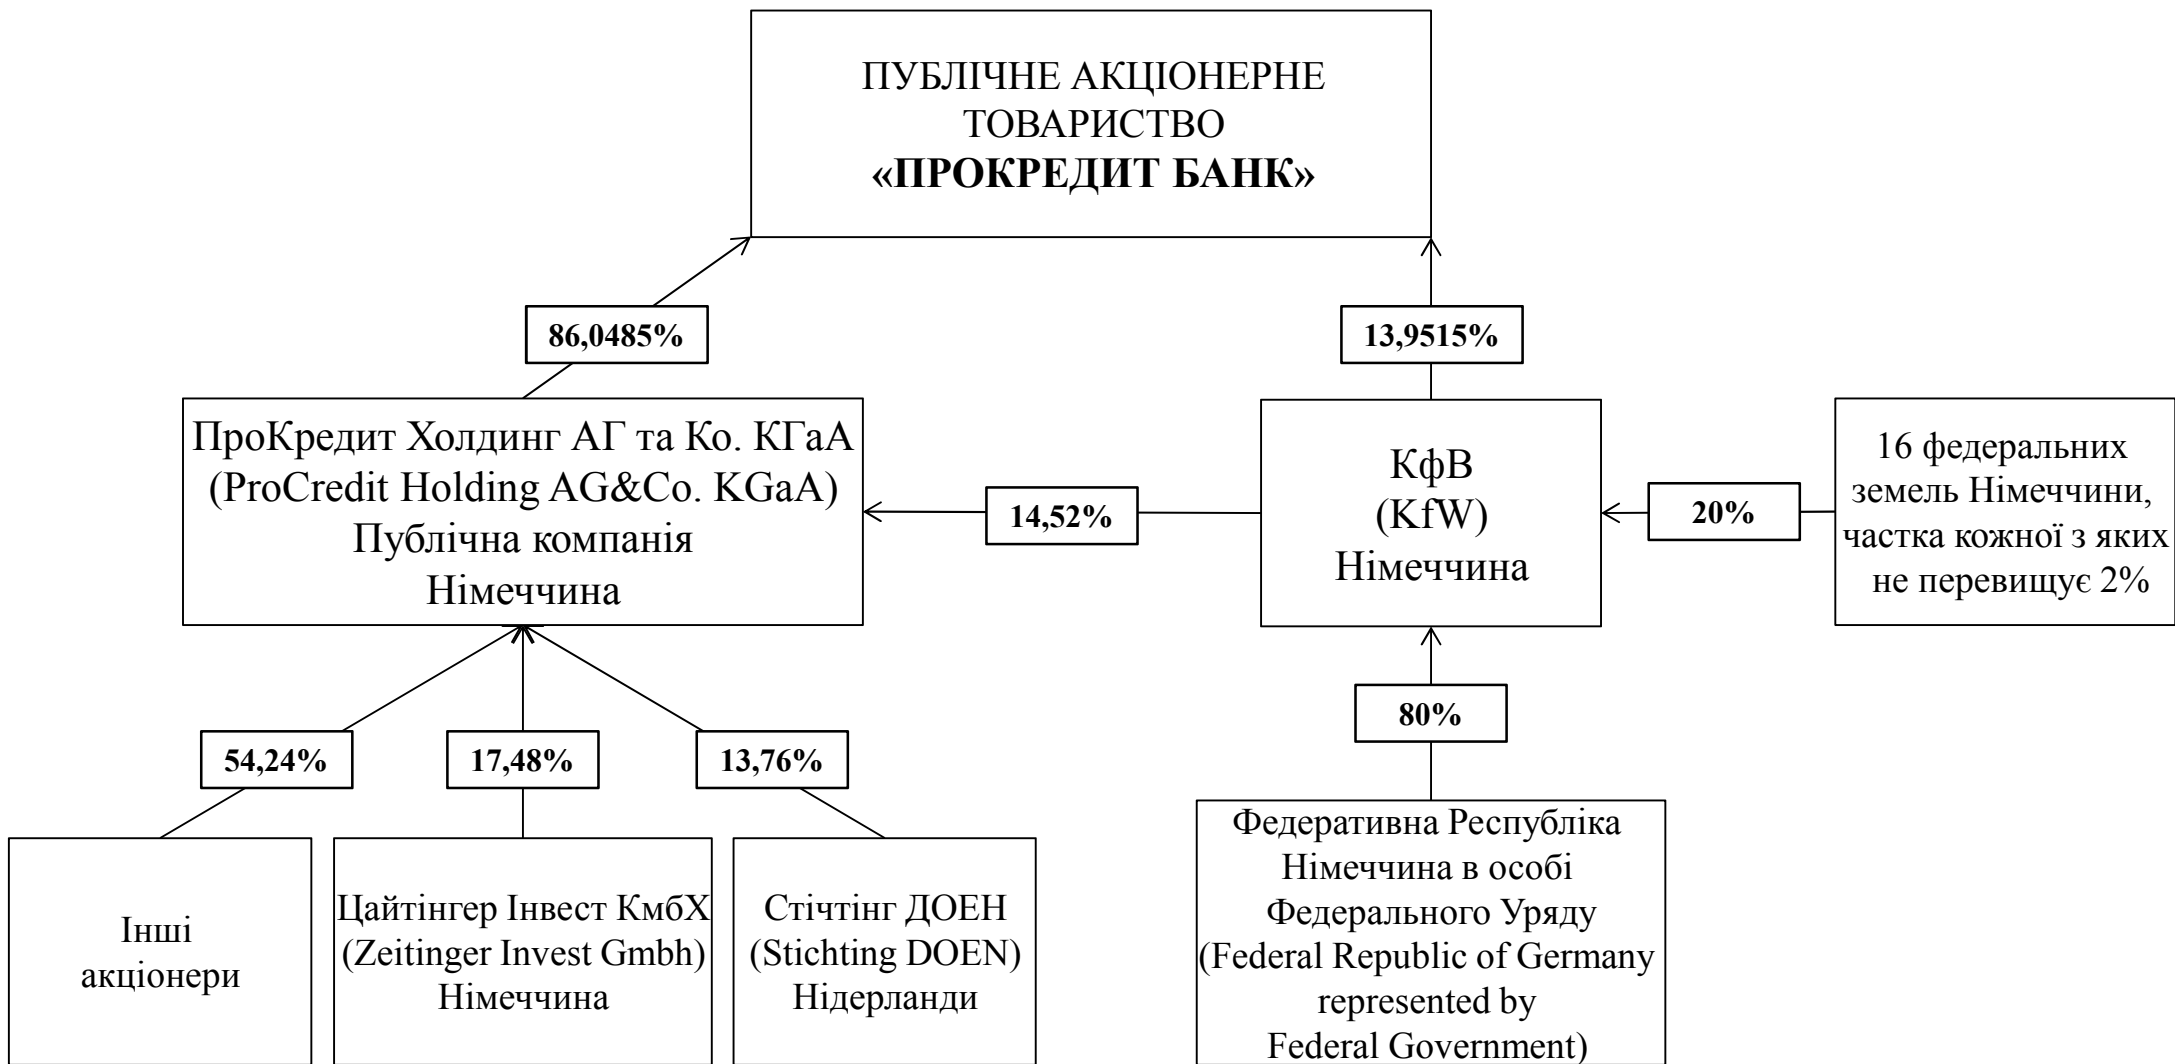 ПУБЛІЧНЕ АКЦІОНЕРНЕ
ТОВАРИСТВО
«ПРОКРЕДИТ БАНК»
86,0485%
13,9515%
ПроКредит Холдинг АГ та Ко. КГаА
(ProCredit Holding AG&Co. KGaA)
Публічна компанія
Німеччина
14,52%
КфВ
(KfW)
Німеччина
20%
16 федеральних
земель Німеччини,
частка кожної з яких
не перевищує 2%
54,24%
17,48%
13,76%
80%
Інші
акціонери
Цайтінгер Інвест КмбХ
(Zeitinger Invest Gmbh)
Німеччина
Стічтінг ДОЕН
(Stichting DOEN)
Нідерланди
Федеративна Республіка
Німеччина в особі
Федерального Уряду
(Federal Republic of Germany
represented by
Federal Government)